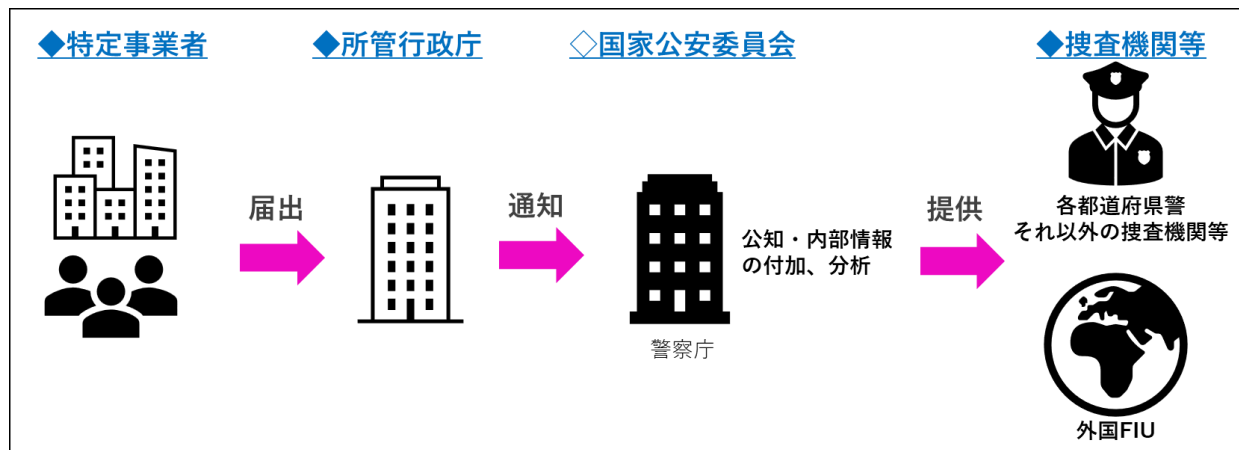 ◆特定事業者
◆所管行政庁
◇国家公安委員会
◆捜査機関等
届出
通知
公知・内部情報
の付加、分析
警察庁
提供
各都道府県警
それ以外の捜査機関等
外国FIU